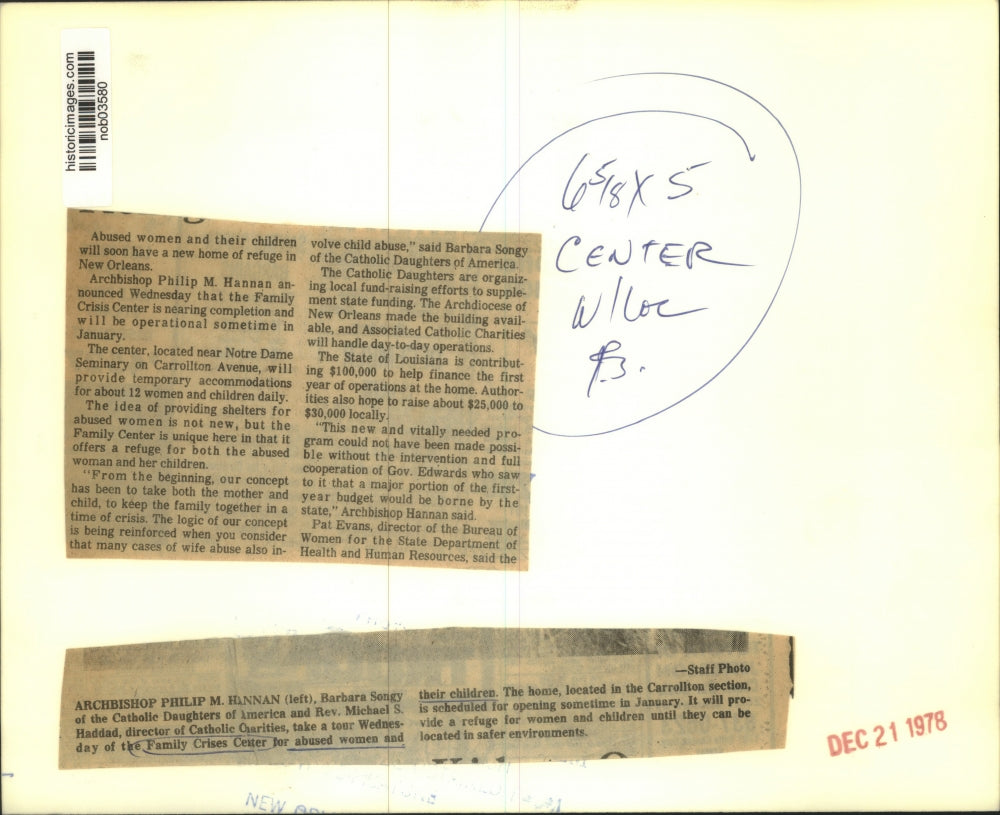 historicimages.com
nob03580
6 5/8 X 5
CENTER
W/LOC
Abused women and their children
will soon have a new home of refuge in
New Orleans.
Archbishop Philip M. Hannan an-
nounced Wednesday that the Family
Crisis Center is nearing completion and
will be operational sometime in
January.
The center, located near Notre Dame
Seminary on Carrollton Avenue, will
provide temporary accommodations
for about 12 women and children daily.
The idea of providing shelters for
abused women is not new, but the
Family Center is unique here in that it
offers a refuge for both the abused
woman and her children.
"From the beginning, our concept
has been to take both the mother and
child, to keep the family together in a
time of crisis. The logic of our concept
is being reinforced when you consider
that many cases of wife abuse also in-
volve child abuse," said Barbara Songy
of the Catholic Daughters of America.
The Catholic Daughters are organiz-
ing local fund-raising efforts to supple-
ment state funding. The Archdiocese of
New Orleans made the building avail-
able, and Associated Catholic Charities
will handle day-to-day operations.
The State of Louisiana is contribut-
ing $100,000 to help finance the first
year of operations at the home. Author-
ities also hope to raise about $25,000 to
$30,000 locally.
"This new and vitally needed pro-
gram could not have been made possi-
ble without the intervention and full
cooperation of Gov. Edwards who saw
to it that a major portion of the first-
year budget would be borne by the
state," Archbishop Hannan said.
Pat Evans, director of the Bureau of
Women for the State Department of
Health and Human Resources, said the
—Staff Photo
ARCHBISHOP PHILIP M. HANNAN (left), Barbara Songy
of the Catholic Daughters of America and Rev. Michael S.
Haddad, director of Catholic Charities, take a tour Wednes-
day of the Family Crises Center for abused women and
their children. The home, located in the Carrollton section,
is scheduled for opening sometime in January. It will pro-
vide a refuge for women and children until they can be
located in safer environments.
DEC 21 1978
NEW